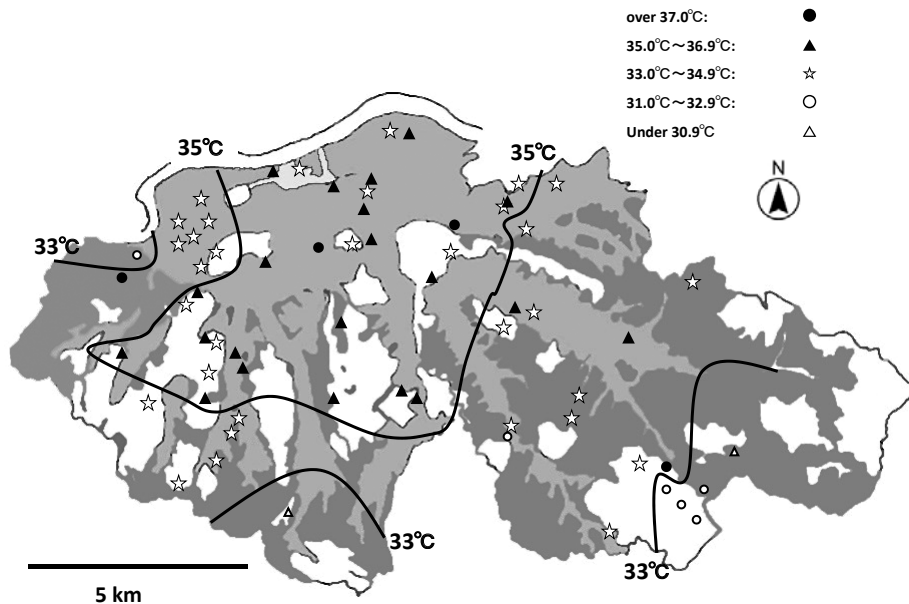 over 37.0℃:
35.0℃～36.9℃:
33.0℃～34.9℃:
31.0℃～32.9℃:
Under 30.9℃
N
35℃
35℃
33℃
33℃
33℃
5 km